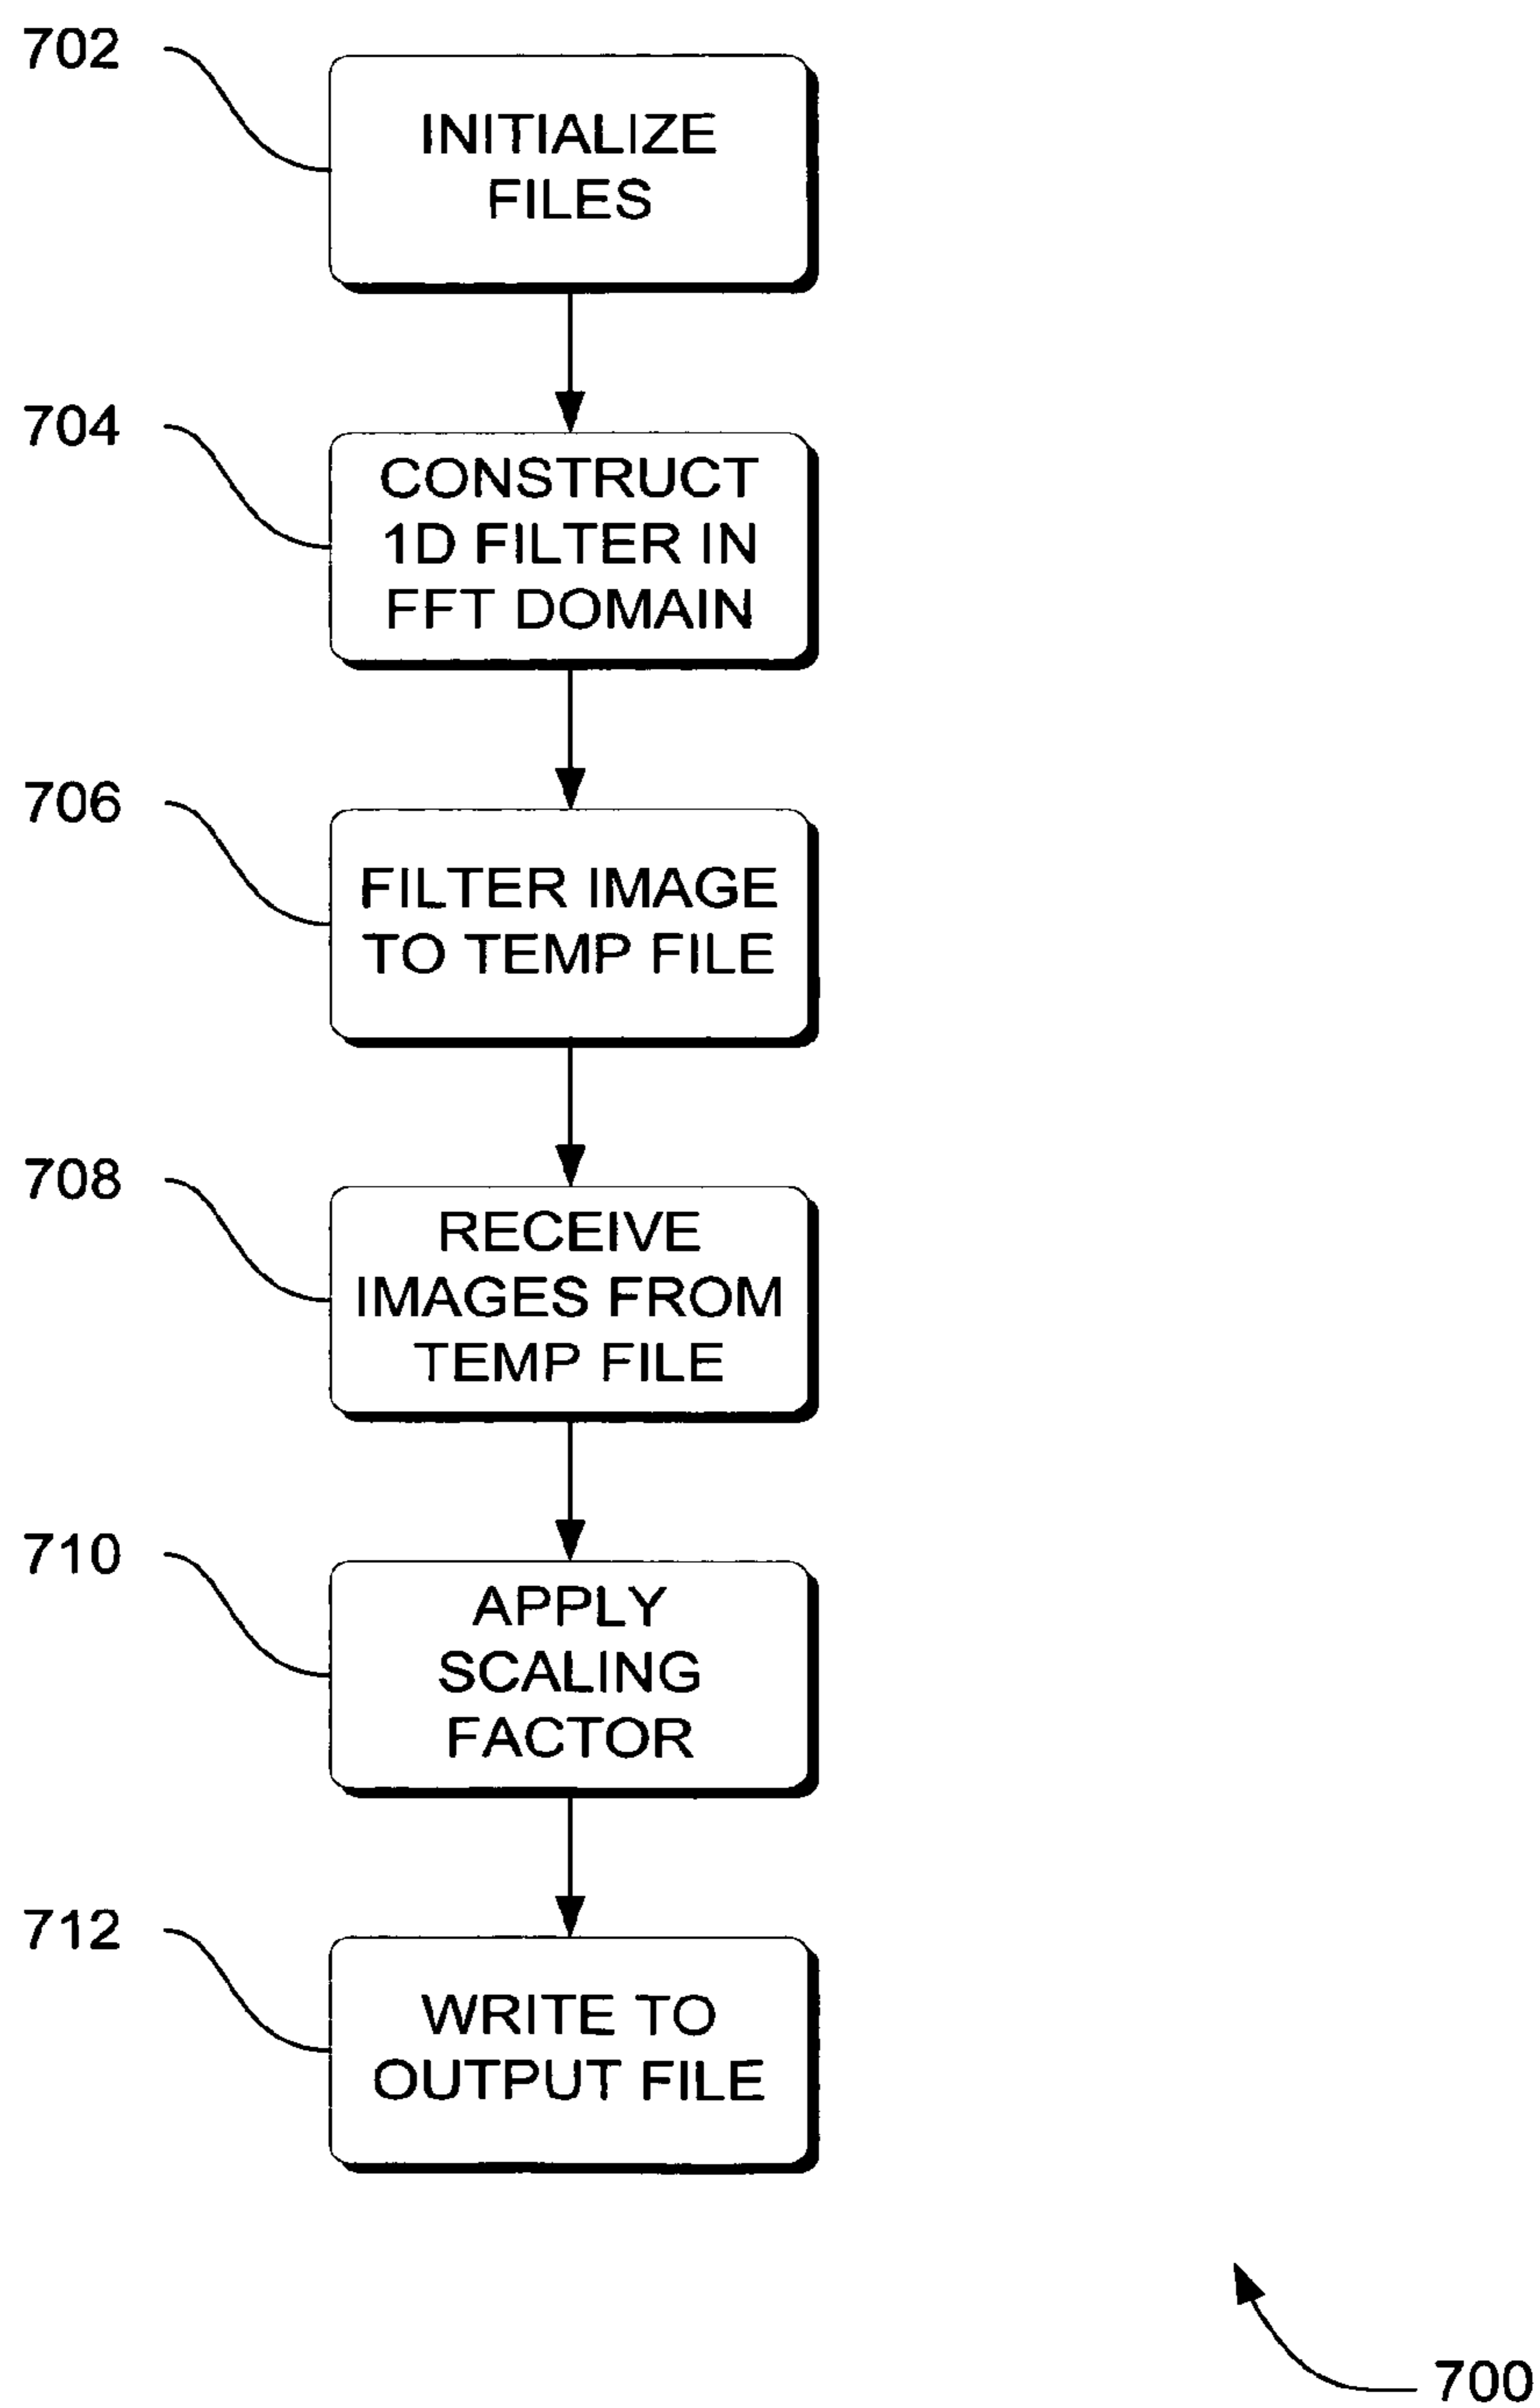 702
INITIALIZE
FILES
704
CONSTRUCT
1D FILTER IN
FFT DOMAIN
706
FILTER IMAGE
TO TEMP FILE
708
RECEIVE
IMAGES FROM
TEMP FILE
710
APPLY
SCALING
FACTOR
712
WRITE TO
OUTPUT FILE
700